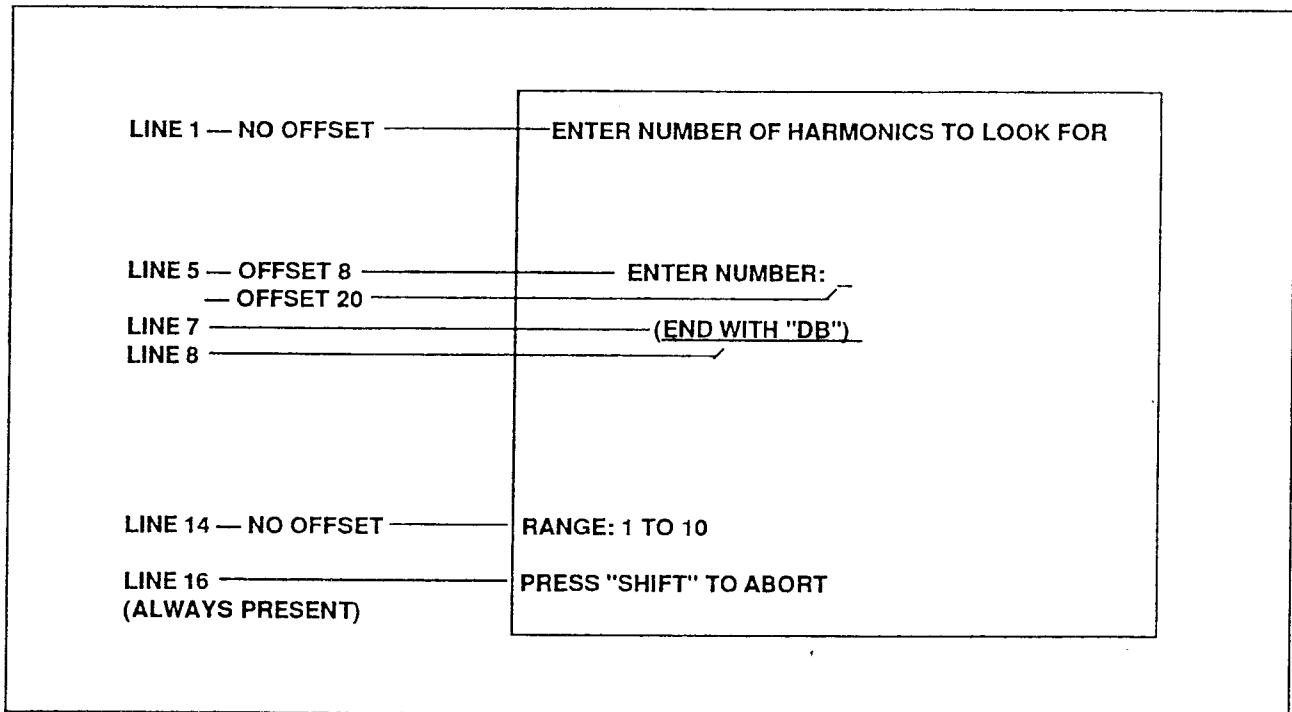 LINE 1 — NO OFFSET ENTER NUMBER OF HARMONICS TO LOOK FOR
LINE 5 — OFFSET 8 ENTER NUMBER: _
— OFFSET 20
LINE 7 (END WITH "DB")
LINE 8
LINE 14 — NO OFFSET RANGE: 1 TO 10
LINE 16 PRESS "SHIFT" TO ABORT
(ALWAYS PRESENT)